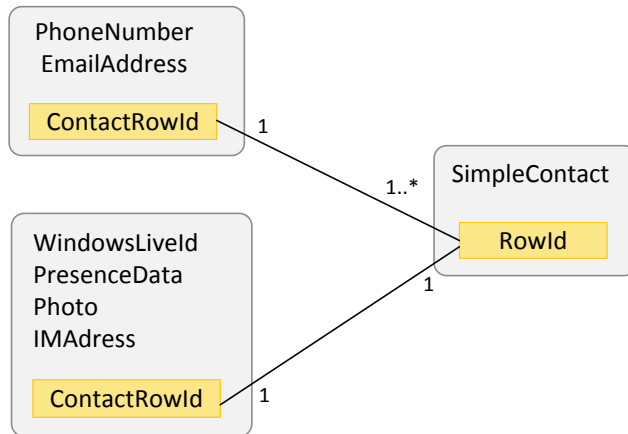 PhoneNumber
EmailAddress
ContactRowId
1
1..*
SimpleContact
RowId
1
WindowsLiveId
PresenceData
Photo
IMAdress
ContactRowId
1